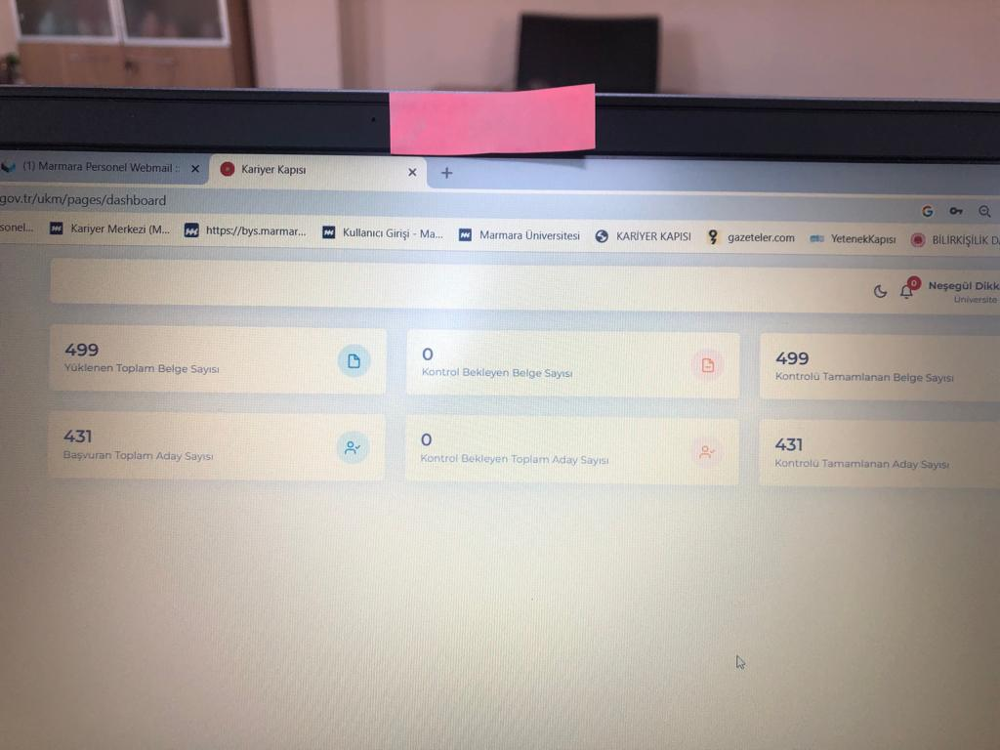 (1) Marmara Personel Webmail ::
Kariyer Kapısı
gov.tr/ukm/pages/dashboard
sonel... Kariyer Merkezi (M... https://bys.marmar... Kullanıcı Girişi - Ma... Marmara Üniversitesi KARİYER KAPISI gazeteler.com YetenekKapısı BİLİRKİŞİLİK DA
0 Neşegül Dikk
Üniversite
499
Yüklenen Toplam Belge Sayısı
0
Kontrol Bekleyen Belge Sayısı
499
Kontrolü Tamamlanan Belge Sayısı
431
Başvuran Toplam Aday Sayısı
0
Kontrol Bekleyen Toplam Aday Sayısı
431
Kontrolü Tamamlanan Aday Sayısı